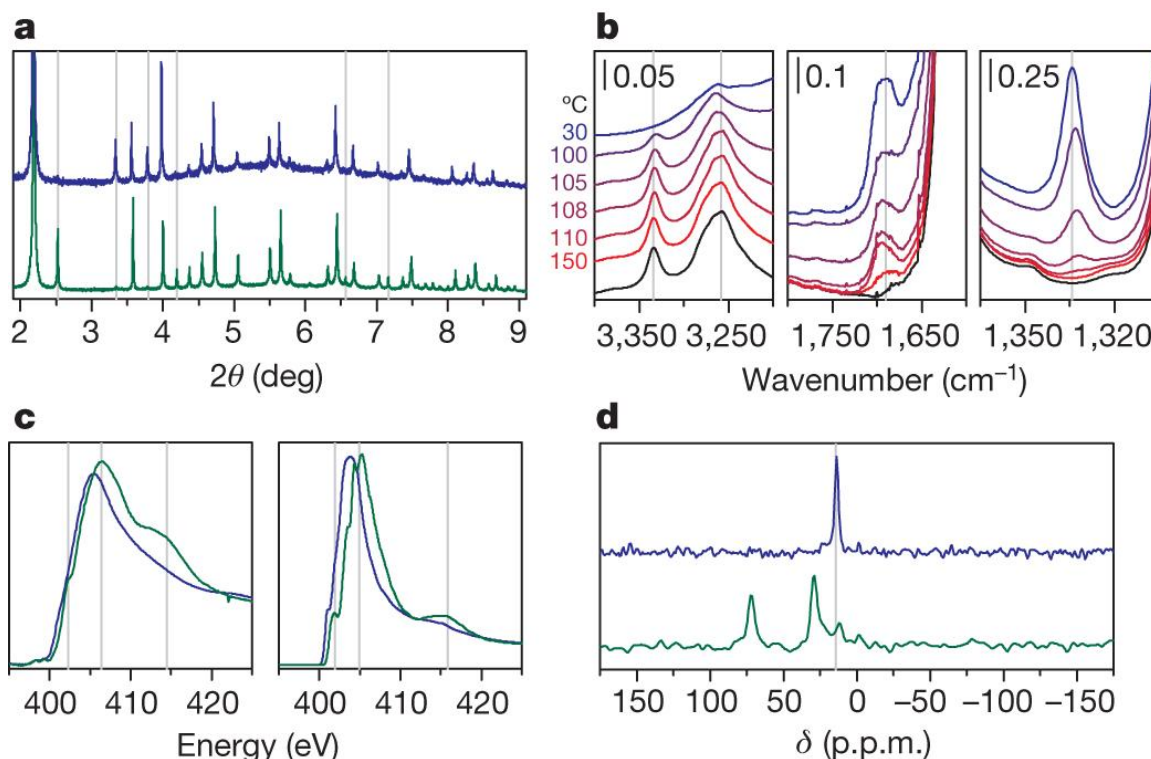 a
2 3 4 5 6 7 8 9
2θ (deg)
b
0.05 0.1 0.25
ºC
30
100
105
108
110
150
3,350 3,250 1,750 1,650 1,350 1,320
Wavenumber (cm⁻¹)
c
400 410 420 400 410 420
Energy (eV)
d
150 100 50 0 −50 −100 −150
δ (p.p.m.)